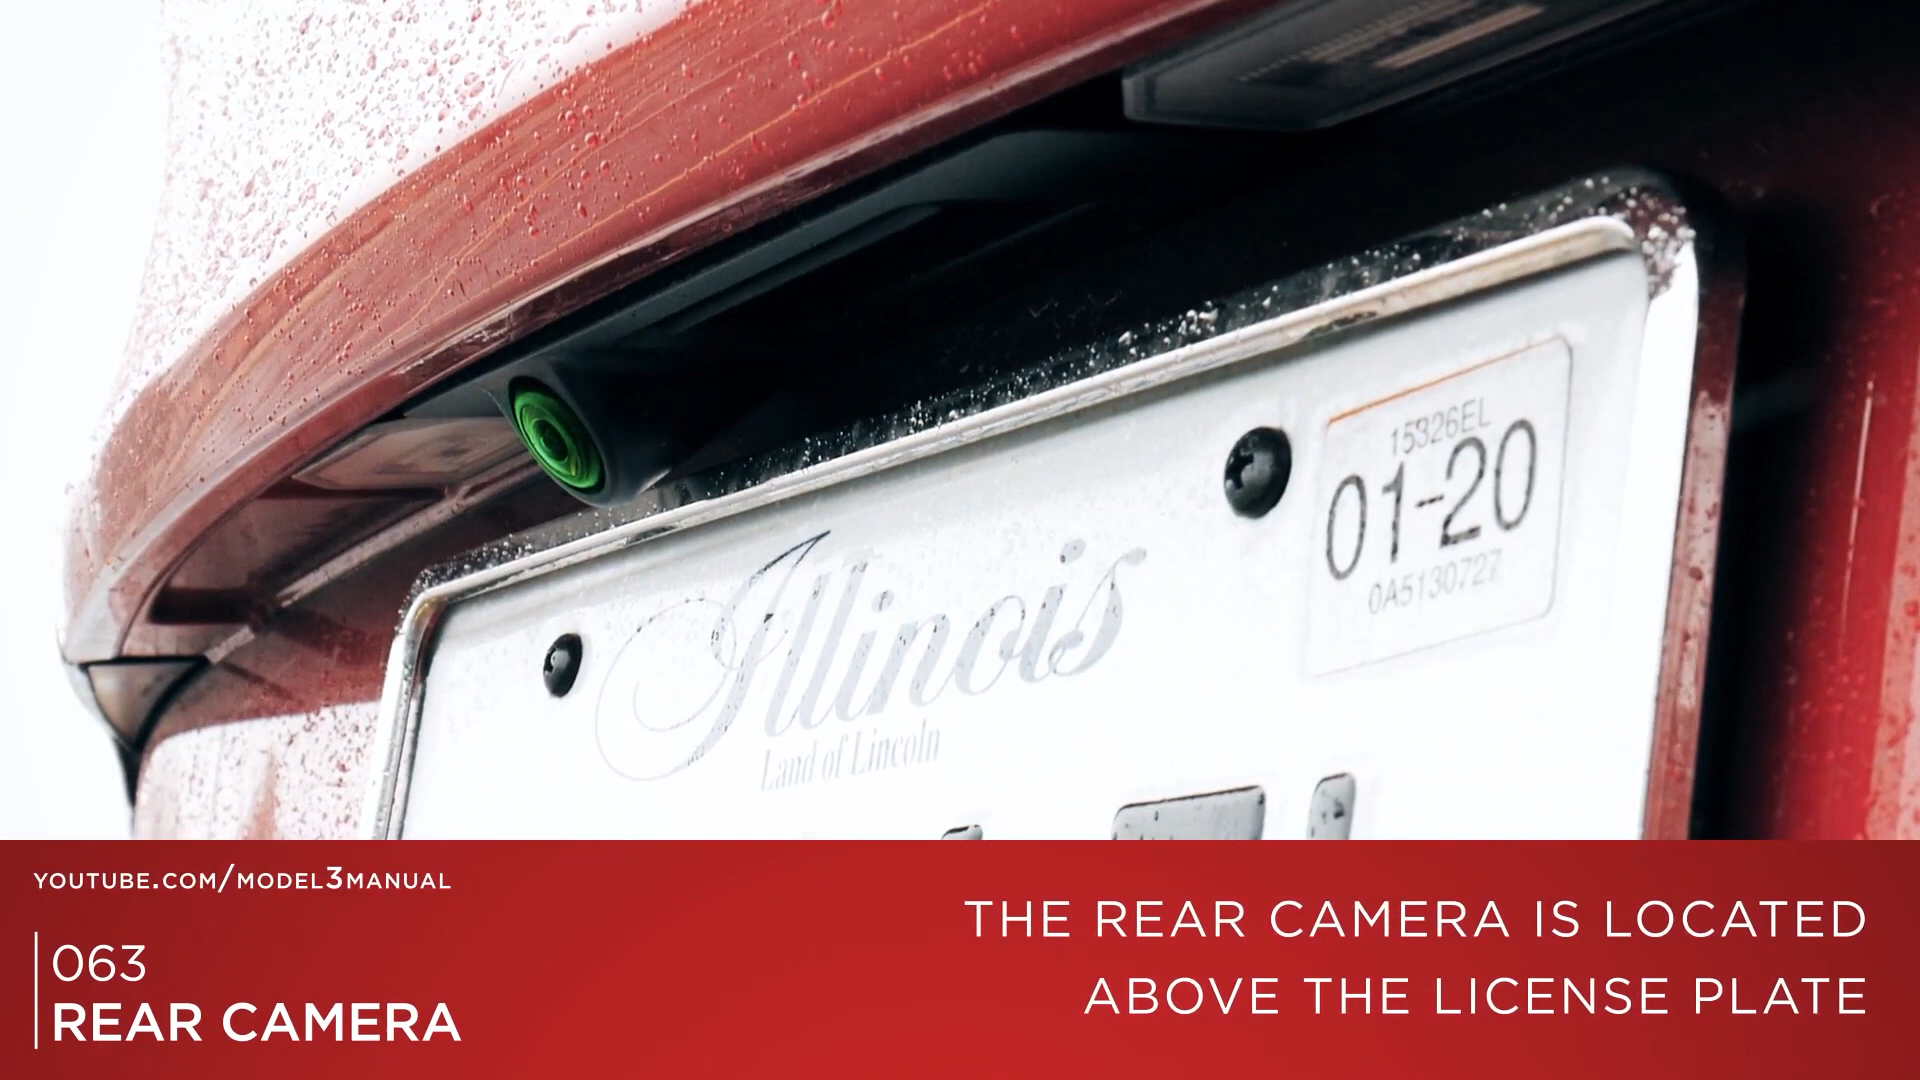 15326EL
01-20
0A5130727
Illinois
Land of Lincoln
YOUTUBE.COM/MODEL3MANUAL
063
REAR CAMERA
THE REAR CAMERA IS LOCATED
ABOVE THE LICENSE PLATE